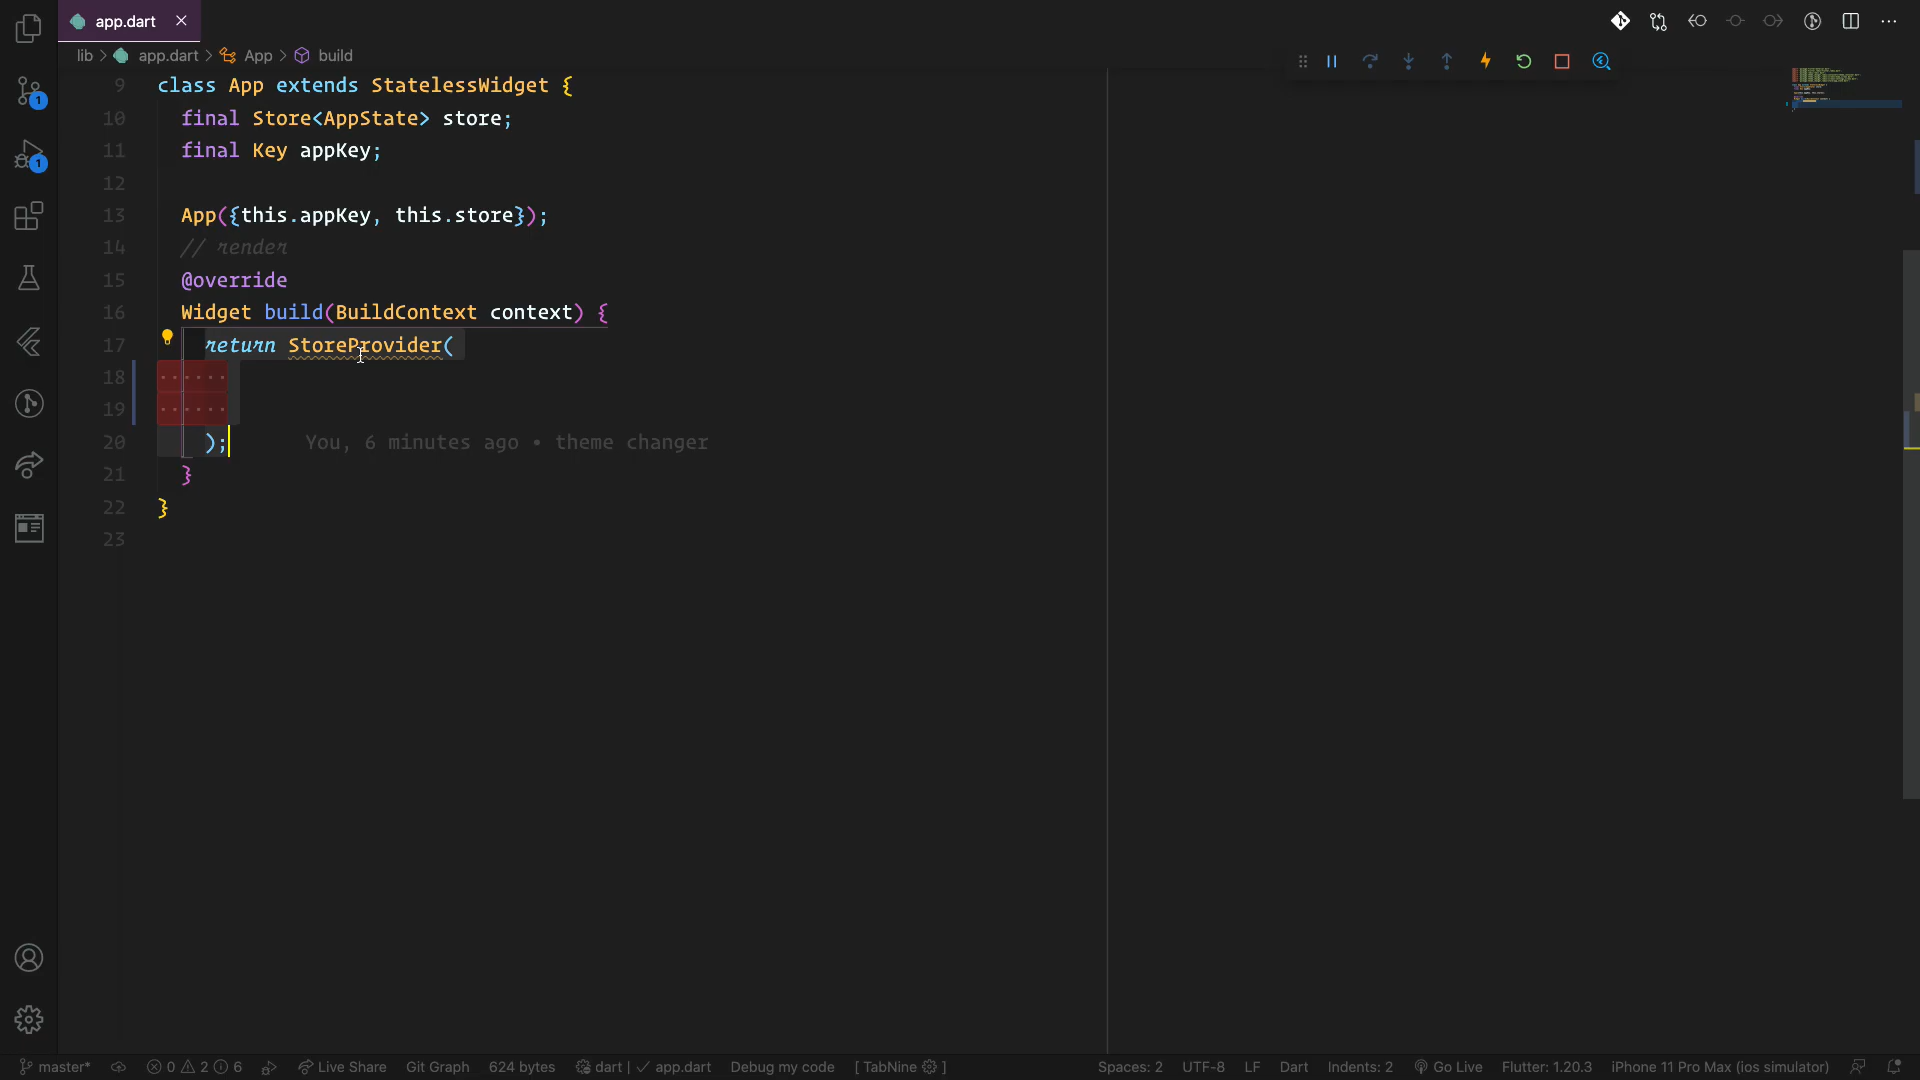 app.dart
lib > app.dart > App > build
9 class App extends StatelessWidget {
10 final Store<AppState> store;
11 final Key appKey;
12
13 App({this.appKey, this.store});
14 // render
15 @override
16 Widget build(BuildContext context) {
17 return StoreProvider(
18
19
20 ); You, 6 minutes ago • theme changer
21 }
22 }
23
1
1
master* 0 2 6 Live Share Git Graph 624 bytes dart | ✓ app.dart Debug my code [ TabNine ] Spaces: 2 UTF-8 LF Dart Indents: 2 Go Live Flutter: 1.20.3 iPhone 11 Pro Max (ios simulator)